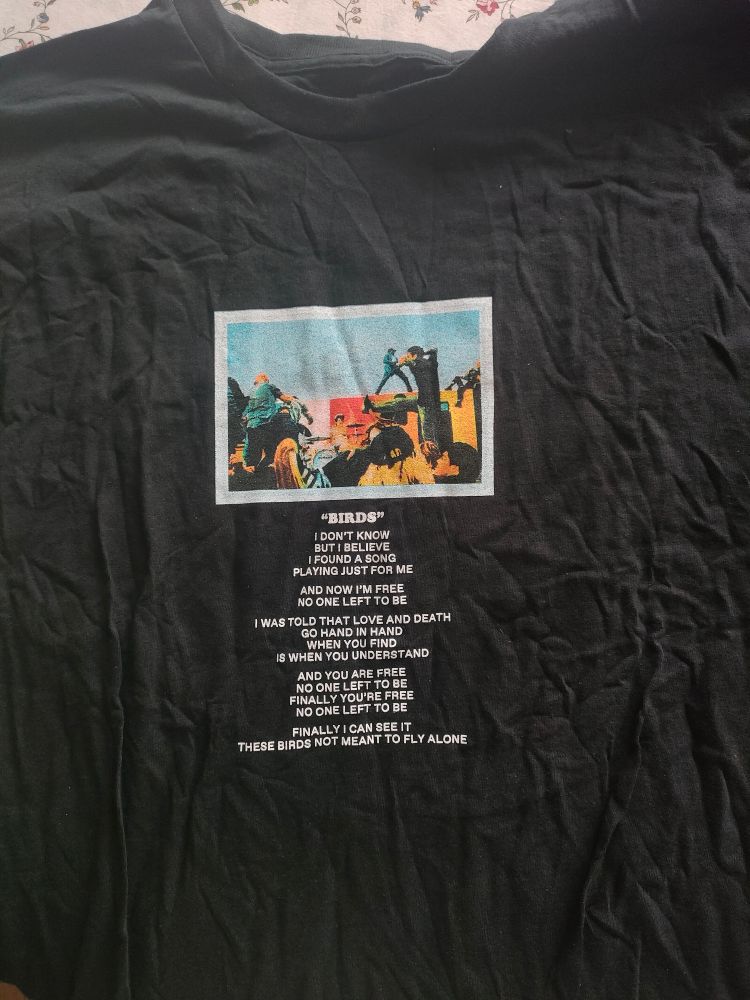 “BIRDS”
I DON'T KNOW
BUT I BELIEVE
I FOUND A SONG
PLAYING JUST FOR ME
AND NOW I'M FREE
NO ONE LEFT TO BE
I WAS TOLD THAT LOVE AND DEATH
GO HAND IN HAND
WHEN YOU FIND
IS WHEN YOU UNDERSTAND
AND YOU ARE FREE
NO ONE LEFT TO BE
FINALLY YOU'RE FREE
NO ONE LEFT TO BE
FINALLY I CAN SEE IT
THESE BIRDS NOT MEANT TO FLY ALONE